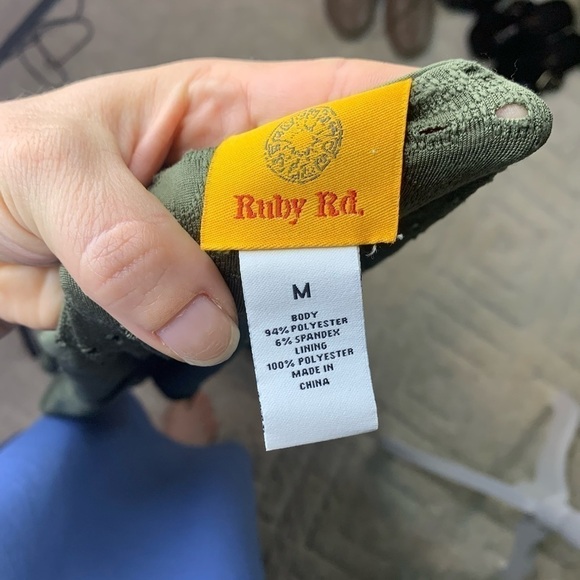 Ruby Rd.
M
BODY
94% POLYESTER
6% SPANDEX
LINING
100% POLYESTER
MADE IN
CHINA